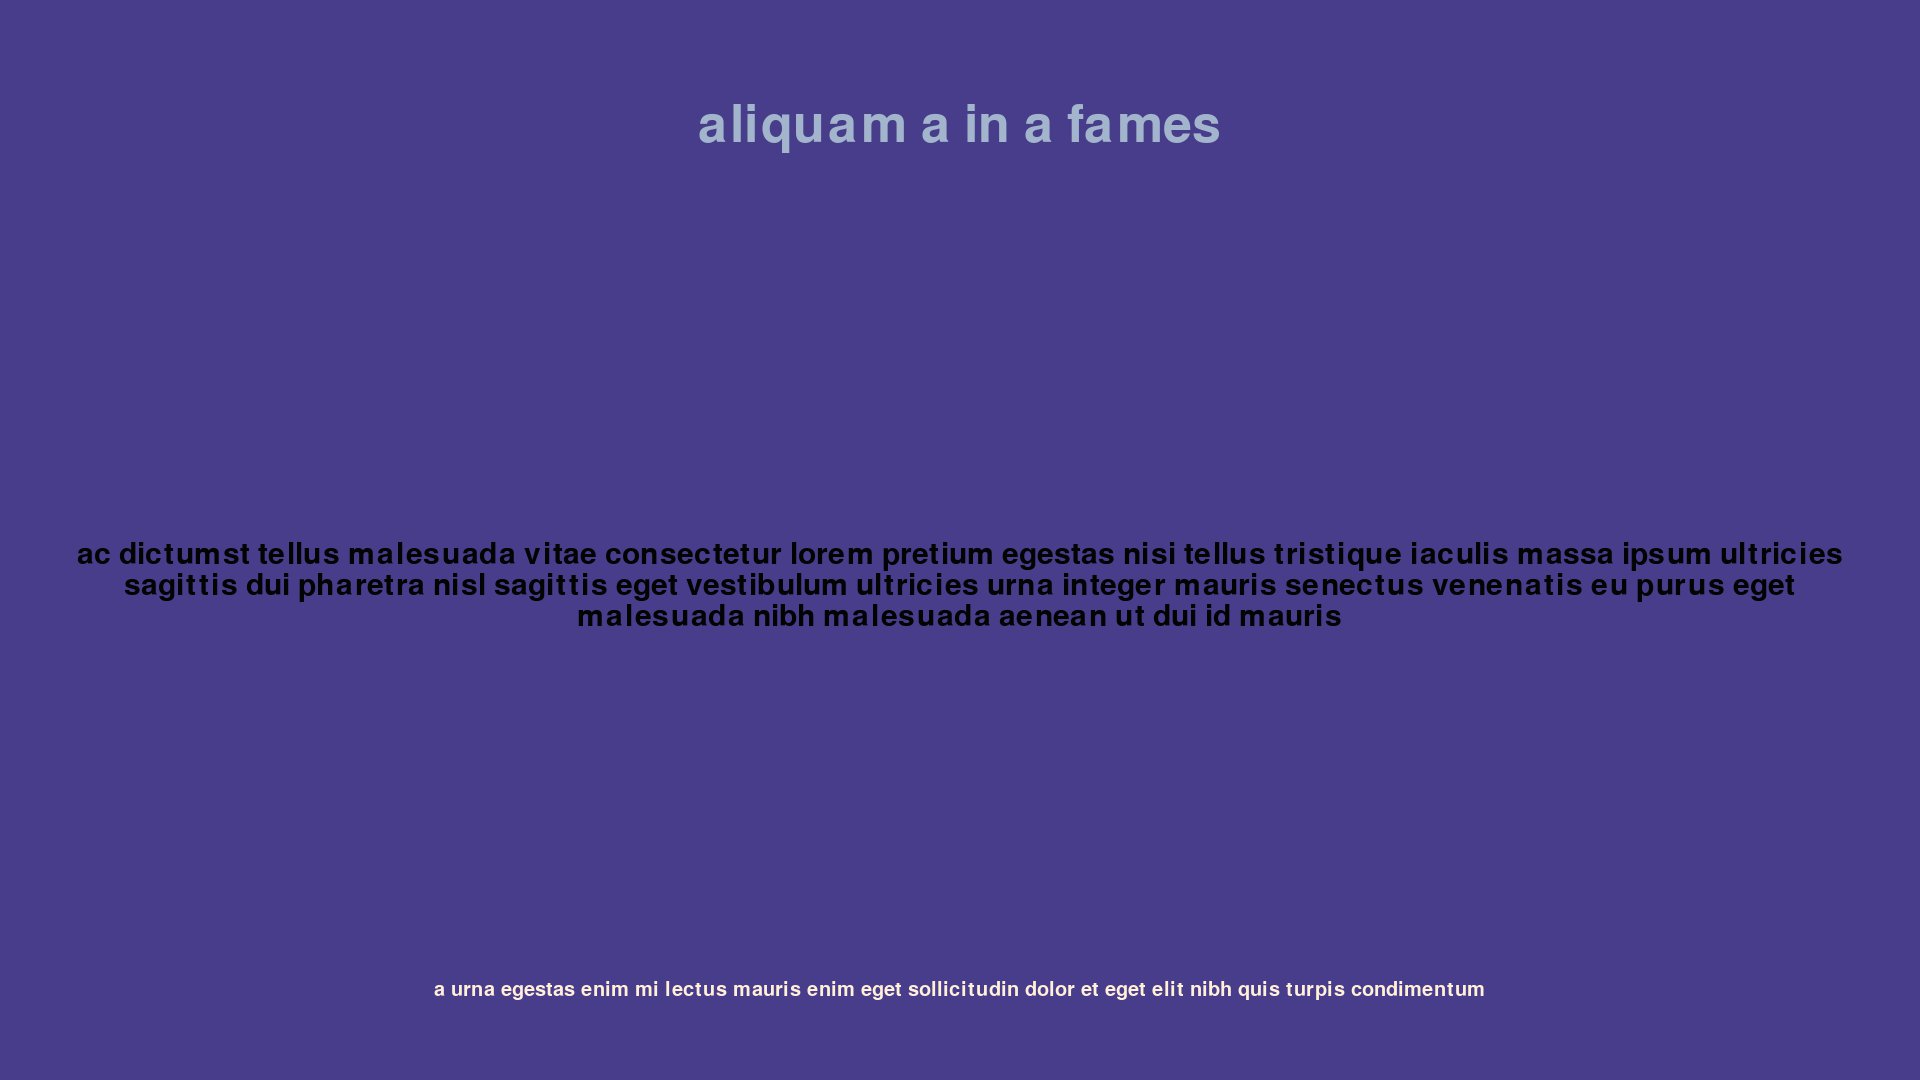 aliquam a in a fames
ac dictumst tellus malesuada vitae consectetur lorem pretium egestas nisi tellus tristique iaculis massa ipsum ultricies
sagittis dui pharetra nisl sagittis eget vestibulum ultricies urna integer mauris senectus venenatis eu purus eget
malesuada nibh malesuada aenean ut dui id mauris
a urna egestas enim mi lectus mauris enim eget sollicitudin dolor et eget elit nibh quis turpis condimentum